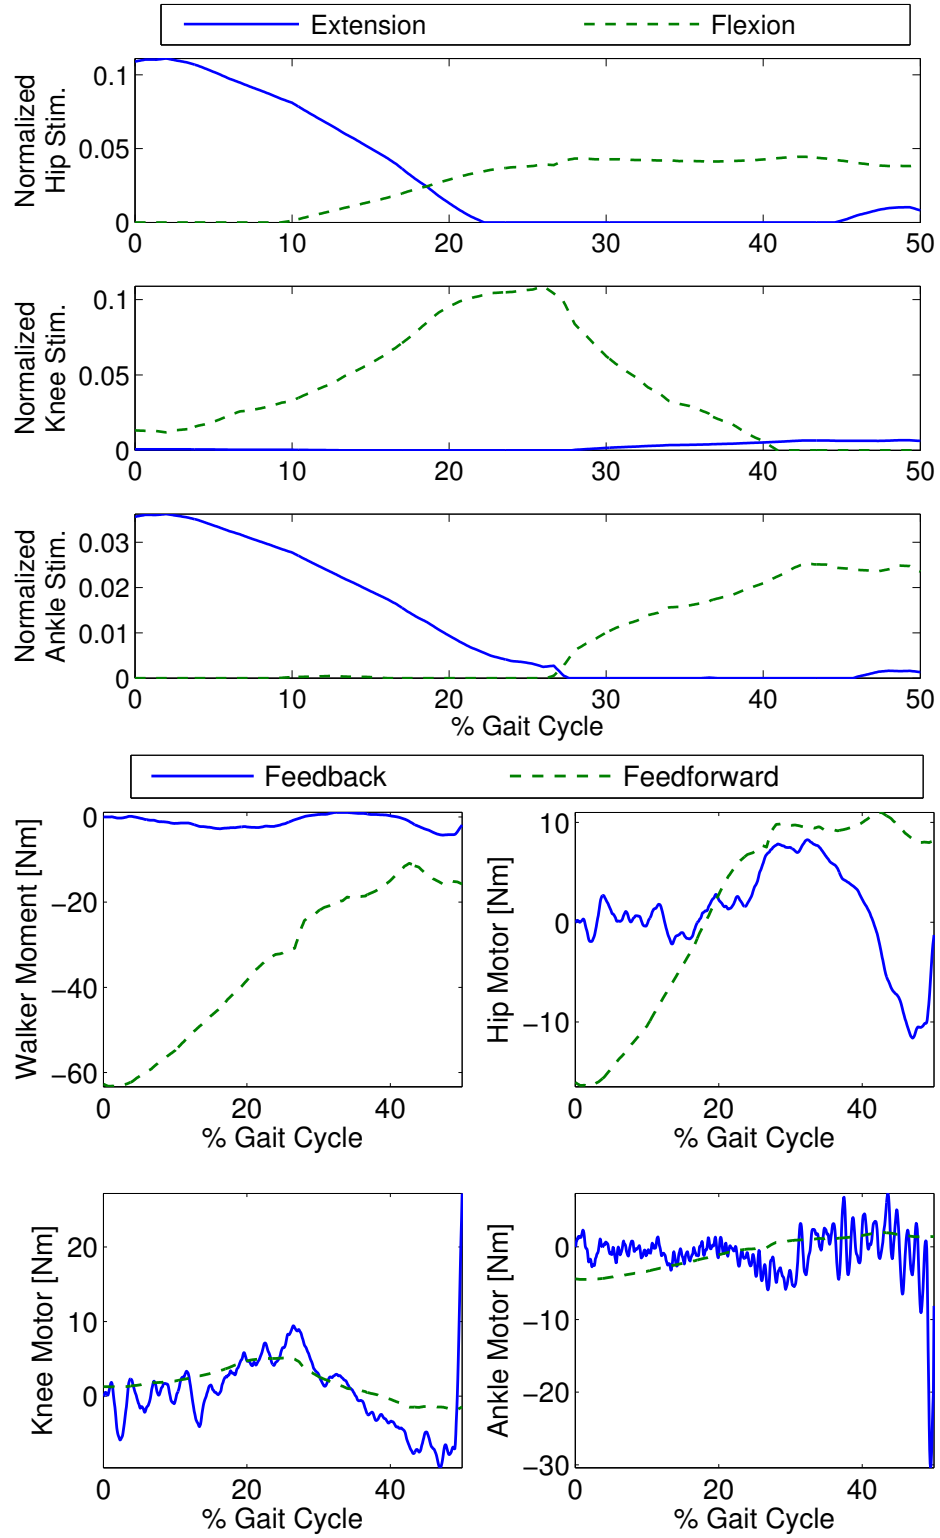 Extension Flexion
Normalized
Hip Stim.
0.1
0.05
0
0 10 20 30 40 50
Normalized
Knee Stim.
0.1
0.05
0
0 10 20 30 40 50
Normalized
Ankle Stim.
0.03
0.02
0.01
0
0 10 20 30 40 50
% Gait Cycle
Feedback Feedforward
Walker Moment [Nm]
0
−20
−40
−60
0 20 40
% Gait Cycle
Hip Motor [Nm]
10
0
−10
0 20 40
% Gait Cycle
Knee Motor [Nm]
20
10
0
0 20 40
% Gait Cycle
Ankle Motor [Nm]
0
−10
−20
−30
0 20 40
% Gait Cycle